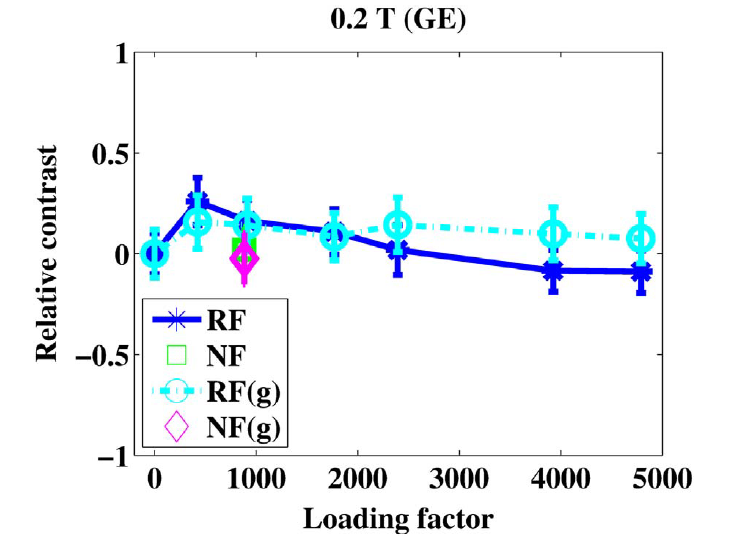 0.2 T (GE)
1
0.5
0
−0.5
−1
Relative contrast
RF
NF
RF(g)
NF(g)
0 1000 2000 3000 4000 5000
Loading factor